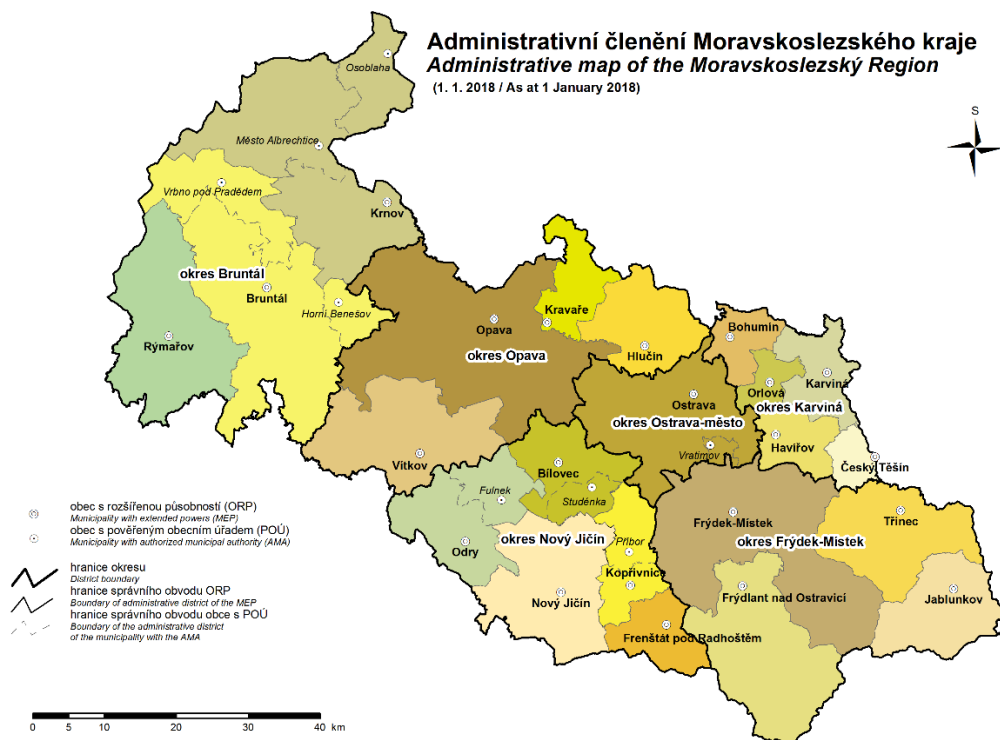 Administrativní členění Moravskoslezského kraje
Administrative map of the Moravskoslezský Region
(1. 1. 2018 / As at 1 January 2018)
S
Osoblaha
Město Albrechtice
Vrbno pod Pradědem
Krnov
okres Bruntál
Bruntál
Horní Benešov
Rýmařov
Kravaře
Opava
okres Opava
Hlučín
Bohumín
Karviná
Orlová
okres Karviná
Ostrava
okres Ostrava-město
Havířov
Vratimov
Český Těšín
Vítkov
Bílovec
Fulnek
Studénka
Odry
okres Nový Jičín
Příbor
Kopřivnice
Nový Jičín
Frenštát pod Radhoštěm
Frýdek-Místek
okres Frýdek-Místek
Třinec
Frýdlant nad Ostravicí
Jablunkov
obec s rozšířenou působností (ORP)
Municipality with extended powers (MEP)
obec s pověřeným obecním úřadem (POÚ)
Municipality with authorized municipal authority (AMA)
hranice okresu
District boundary
hranice správního obvodu ORP
Boundary of administrative district of the MEP
hranice správního obvodu obce s POÚ
Boundary of the administrative district
of the municipality with the AMA
0 5 10 20 30 40 km